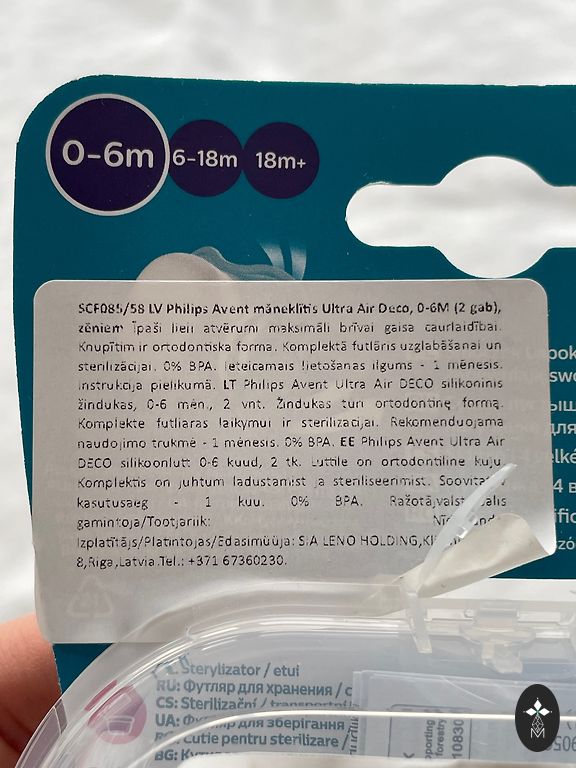 0-6m 6-18m 18m+
SCF085/58 LV Philips Avent māneklītis Ultra Air Deco, 0-6M (2 gab),
zēniem Īpaši lieli atvērumi maksimāli brīvai gaisa caurlaidībai.
Knupītim ir ortodontiska forma. Komplektā futlāris uzglabāšanai un
sterilizācijai. 0% BPA. Ieteicamais lietošanas ilgums - 1 mēnesis.
Instrukcija pielikumā. LT Philips Avent Ultra Air DECO silikoninis
žindukas, 0-6 mėn., 2 vnt. Žindukas turi ortodontinę formą.
Komplekte futliaras laikymui ir sterilizacijai. Rekomenduojama
naudojimo trukmė - 1 mėnesis. 0% BPA. EE Philips Avent Ultra Air
DECO silikoonlutt 0-6 kuud, 2 tk. Luttile on ortodontiline kuju.
Komplektis on juhtum ladustamist ja steriliseerimist. Soovitav
kasutusaeg - 1 kuu. 0% BPA.
gamintoja/Tootjariik:
Izplatītājs/Platintojas/Edasimüüja: SIA LENO HOLDING,
8,Riga,Latvia.Tel.: +371 67360230.
Sterylizator / etui
RU: Футляр для хранения / с
CS: Sterilizační / transportní
UA: Футляр для зберігання
Cutie pentru sterilizare /
BG:
pporting
forestry
10830
M